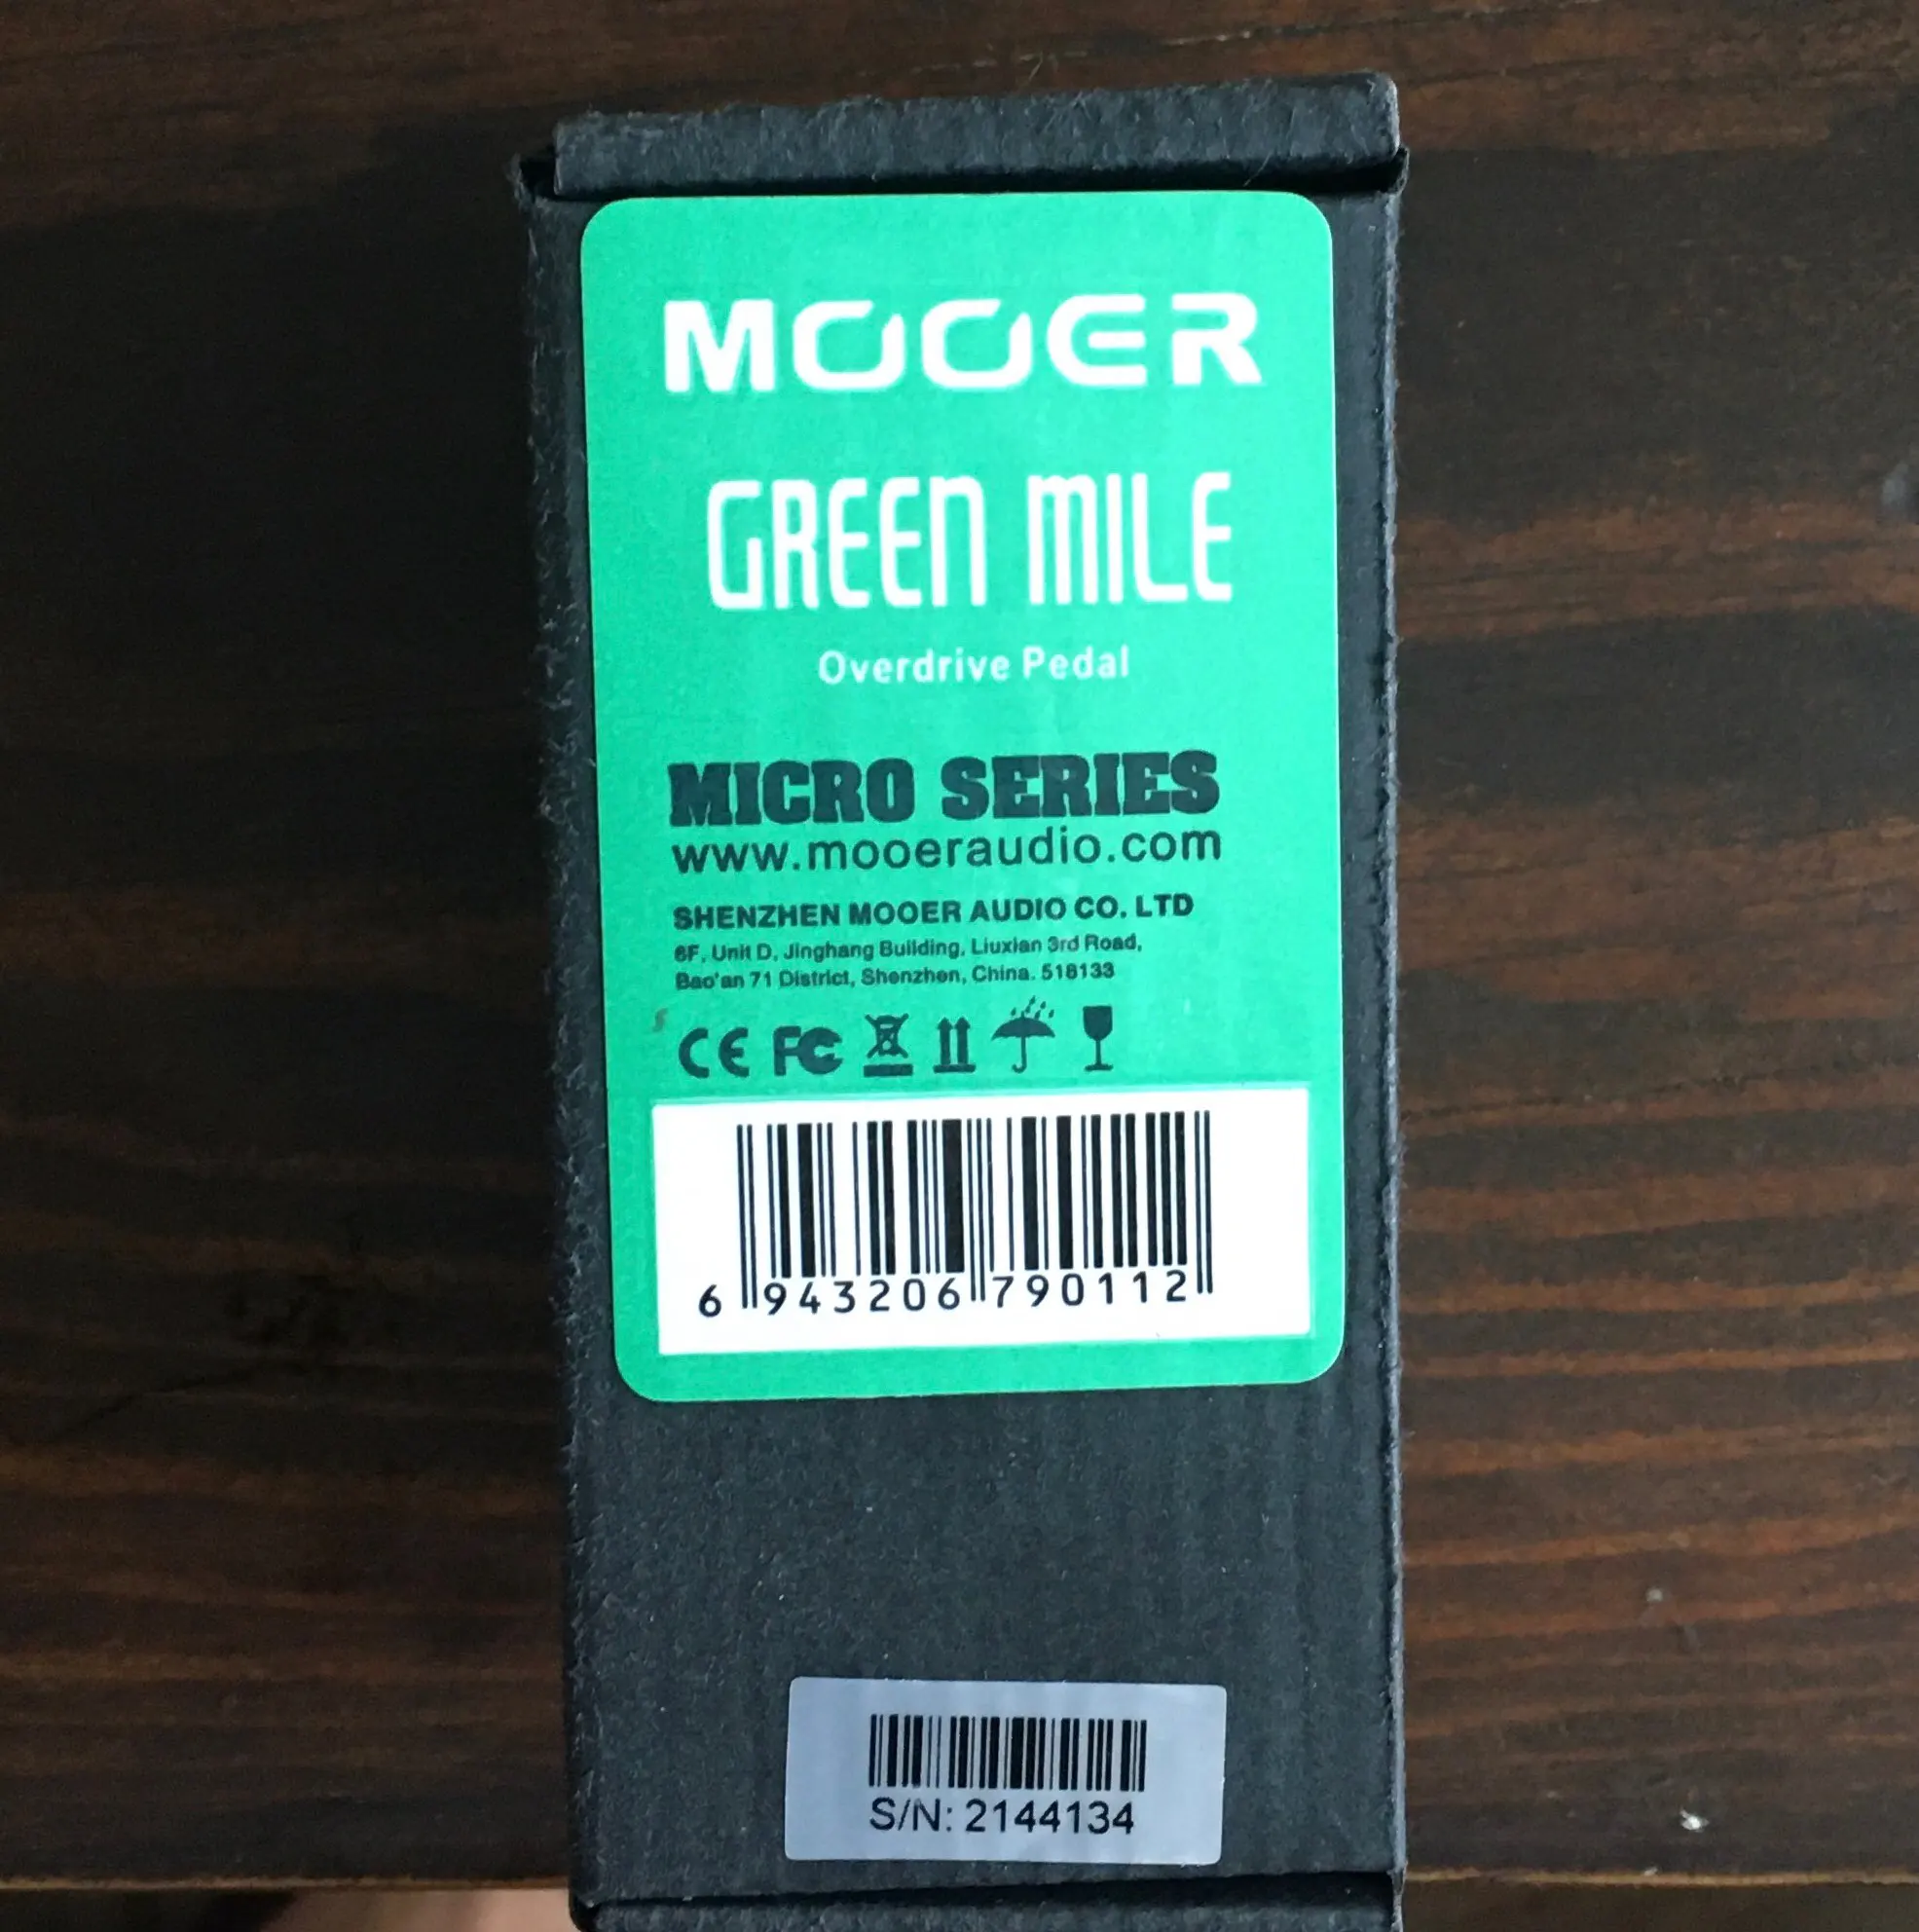 MOOER
GREEN MILE
Overdrive Pedal
MICRO SERIES
www.mooeraudio.com
SHENZHEN MOOER AUDIO CO. LTD
6F, Unit D, Jinghang Building, Liuxian 3rd Road,
Bao'an 71 District, Shenzhen, China. 518133
CE FC
6 943206 790112
S/N: 2144134